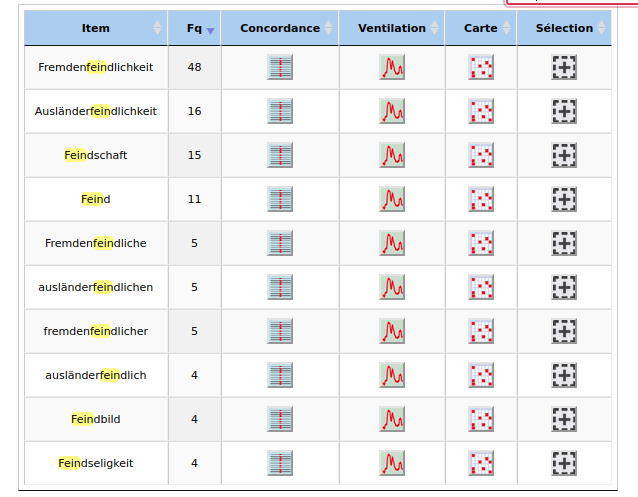 Item Fq Concordance Ventilation Carte Sélection
Fremdenfeindlichkeit 48
Ausländerfeindlichkeit 16
Feindschaft 15
Feind 11
Fremdenfeindliche 5
ausländerfeindlichen 5
fremdenfeindlicher 5
ausländerfeindlich 4
Feindbild 4
Feindseligkeit 4